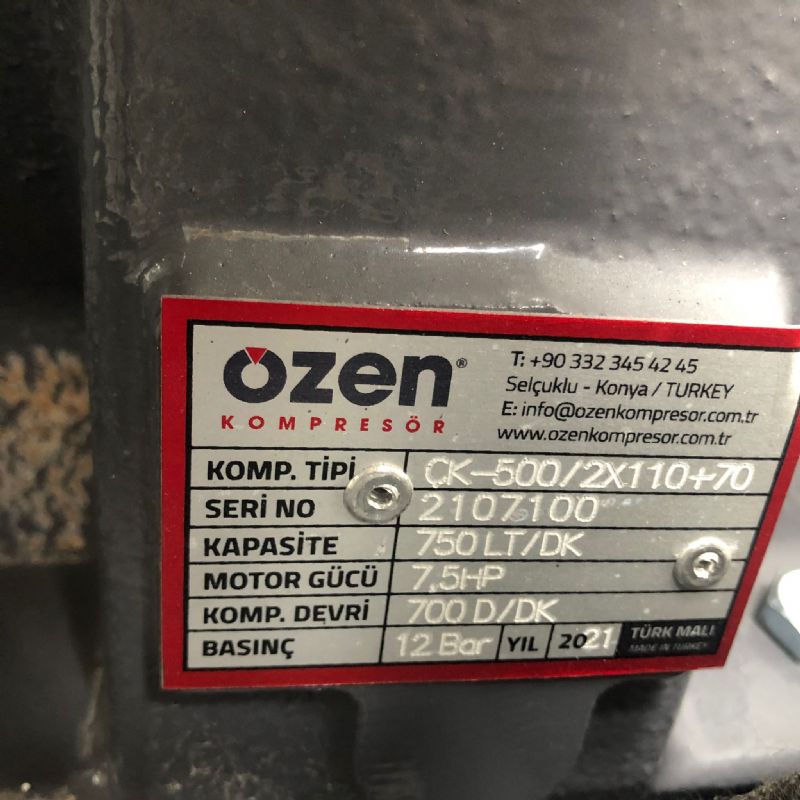 özen®
KOMPRESÖR
T: +90 332 345 42 45
Selçuklu - Konya / TURKEY
E: info@ozenkompresor.com.tr
www.ozenkompresor.com.tr
KOMP. TİPİ ÇK-500/2X110+70
SERİ NO 2107100
KAPASİTE 750 LT/DK
MOTOR GÜCÜ 7,5HP
KOMP. DEVRİ 700 D/DK
BASINÇ 12 Bar YIL 2021 TÜRK MALI
MADE IN TURKEY